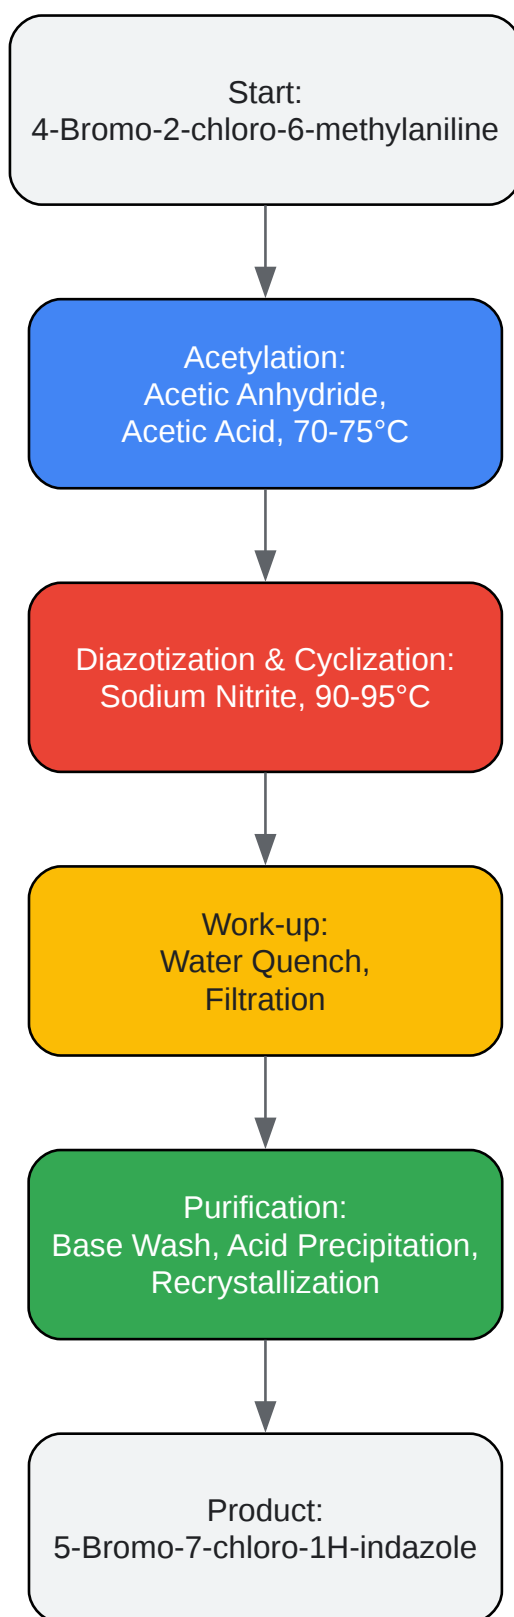 Start:
4-Bromo-2-chloro-6-methylaniline
Acetylation:
Acetic Anhydride,
Acetic Acid, 70-75°C
Diazotization & Cyclization:
Sodium Nitrite, 90-95°C
Work-up:
Water Quench,
Filtration
Purification:
Base Wash, Acid Precipitation,
Recrystallization
Product:
5-Bromo-7-chloro-1H-indazole